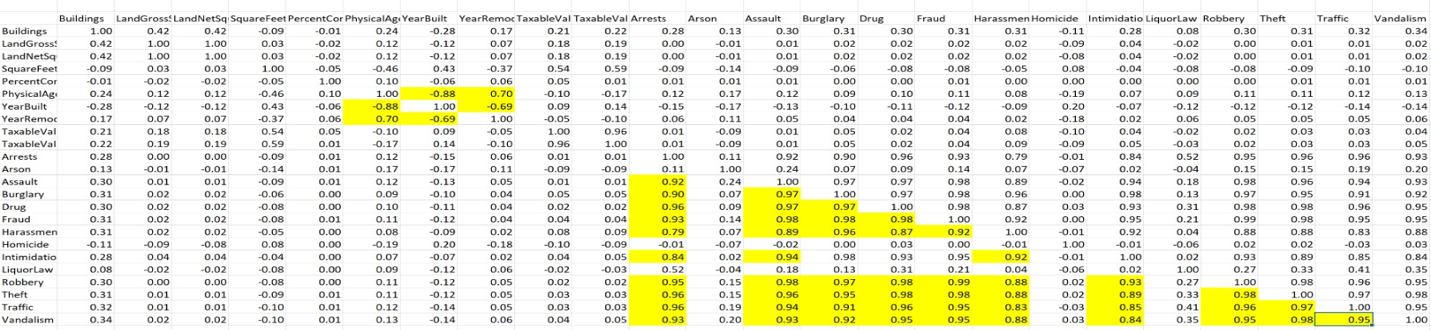 Buildings LandGross LandNetSq SquareFeet PercentCor PhysicalAg YearBuilt YearRemod TaxableVal TaxableVal Arrests Arson Assault Burglary Drug Fraud Harassmen Homicide Intimidatio LiquorLaw Robbery Theft Traffic Vandalism
Buildings 1.00 0.42 0.42 -0.09 -0.01 0.24 -0.28 0.17 0.21 0.22 0.28 0.13 0.30 0.31 0.30 0.31 0.31 -0.11 0.28 0.08 0.30 0.31 0.32 0.34
LandGross 0.42 1.00 1.00 0.03 -0.02 0.12 -0.12 0.07 0.18 0.19 0.00 -0.01 0.01 0.02 0.02 0.02 0.02 -0.09 0.04 -0.02 0.00 0.01 0.01 0.02
LandNetSq 0.42 1.00 1.00 0.03 -0.02 0.12 -0.12 0.07 0.18 0.19 0.00 -0.01 0.01 0.02 0.02 0.02 0.02 -0.08 0.04 -0.02 0.00 0.01 0.01 0.02
SquareFeet -0.09 0.03 0.03 1.00 -0.05 -0.46 0.43 -0.37 0.54 0.59 -0.09 -0.14 -0.09 -0.06 -0.08 -0.08 -0.05 0.08 -0.04 -0.08 -0.08 -0.09 -0.10 -0.10
PercentCor -0.01 -0.02 -0.02 -0.05 1.00 0.10 -0.06 0.06 0.05 0.01 0.01 0.01 0.01 0.00 0.00 0.01 0.00 0.00 0.00 0.00 0.00 0.01 0.01 0.01
PhysicalAg 0.24 0.12 0.12 -0.46 0.10 1.00 -0.88 0.70 -0.10 -0.17 0.12 0.17 0.12 0.09 0.10 0.11 0.08 -0.19 0.07 0.09 0.11 0.11 0.12 0.13
YearBuilt -0.28 -0.12 -0.12 0.43 -0.06 -0.88 1.00 -0.69 0.09 0.14 -0.15 -0.17 -0.13 -0.10 -0.11 -0.12 -0.09 0.20 -0.07 -0.12 -0.12 -0.12 -0.14 -0.14
YearRemod 0.17 0.07 0.07 -0.37 0.06 0.70 -0.69 1.00 -0.05 -0.10 0.06 0.11 0.05 0.04 0.04 0.04 0.02 -0.18 0.02 0.06 0.05 0.05 0.05 0.06
TaxableVal 0.21 0.18 0.18 0.54 0.05 -0.10 0.09 -0.05 1.00 0.96 0.01 -0.09 0.01 0.05 0.02 0.04 0.08 -0.10 0.04 -0.02 0.02 0.03 0.03 0.04
TaxableVal 0.22 0.19 0.19 0.59 0.01 -0.17 0.14 -0.10 0.96 1.00 0.01 -0.09 0.01 0.05 0.02 0.04 0.09 -0.09 0.05 -0.03 0.02 0.03 0.03 0.05
Arrests 0.28 0.00 0.00 -0.09 0.01 0.12 -0.15 0.06 0.01 0.01 1.00 0.11 0.92 0.90 0.96 0.93 0.79 -0.01 0.84 0.52 0.95 0.96 0.96 0.93
Arson 0.13 -0.01 -0.01 -0.14 0.01 0.17 -0.17 0.11 -0.09 -0.09 0.11 1.00 0.24 0.07 0.09 0.14 0.07 -0.07 0.02 -0.04 0.15 0.15 0.19 0.20
Assault 0.30 0.01 0.01 -0.09 0.01 0.12 -0.13 0.05 0.01 0.01 0.92 0.24 1.00 0.97 0.97 0.98 0.89 -0.02 0.94 0.18 0.98 0.96 0.94 0.93
Burglary 0.31 0.02 0.02 -0.06 0.00 0.09 -0.10 0.04 0.05 0.05 0.90 0.07 0.97 1.00 0.97 0.98 0.96 0.00 0.98 0.13 0.97 0.95 0.91 0.92
Drug 0.30 0.02 0.02 -0.08 0.00 0.10 -0.11 0.04 0.02 0.02 0.96 0.09 0.97 0.97 1.00 0.98 0.87 0.03 0.93 0.31 0.98 0.98 0.96 0.95
Fraud 0.31 0.02 0.02 -0.08 0.01 0.11 -0.12 0.04 0.04 0.04 0.93 0.14 0.98 0.98 0.98 1.00 0.92 0.00 0.95 0.21 0.99 0.98 0.95 0.95
Harassmen 0.31 0.02 0.02 -0.05 0.00 0.08 -0.09 0.02 0.08 0.09 0.79 0.07 0.89 0.96 0.87 0.92 1.00 -0.01 0.92 0.04 0.88 0.88 0.83 0.88
Homicide -0.11 -0.09 -0.08 0.08 0.00 -0.19 0.20 -0.18 -0.10 -0.09 -0.01 -0.07 -0.02 0.00 0.03 0.00 -0.01 1.00 -0.01 -0.06 0.02 0.02 -0.03 0.03
Intimidatio 0.28 0.04 0.04 -0.04 0.00 0.07 -0.07 0.02 0.04 0.05 0.84 0.02 0.94 0.98 0.93 0.95 0.92 -0.01 1.00 0.02 0.93 0.89 0.85 0.84
LiquorLaw 0.08 -0.02 -0.02 -0.08 0.00 0.09 -0.12 0.06 -0.02 -0.03 0.52 -0.04 0.18 0.13 0.31 0.21 0.04 -0.06 0.02 1.00 0.27 0.33 0.41 0.35
Robbery 0.30 0.00 0.00 -0.08 0.00 0.11 -0.12 0.05 0.02 0.02 0.95 0.15 0.98 0.97 0.98 0.99 0.88 0.02 0.93 0.27 1.00 0.98 0.96 0.95
Theft 0.31 0.01 0.01 -0.09 0.01 0.11 -0.12 0.05 0.03 0.03 0.96 0.15 0.96 0.95 0.98 0.98 0.88 0.02 0.89 0.33 0.98 1.00 0.97 0.98
Traffic 0.32 0.01 0.01 -0.10 0.01 0.12 -0.14 0.05 0.03 0.03 0.96 0.19 0.94 0.91 0.96 0.95 0.83 -0.03 0.85 0.41 0.96 0.97 1.00 0.95
Vandalism 0.34 0.02 0.02 -0.10 0.01 0.13 -0.14 0.06 0.04 0.05 0.93 0.20 0.93 0.92 0.95 0.95 0.88 0.03 0.84 0.35 0.95 0.98 0.95 1.00